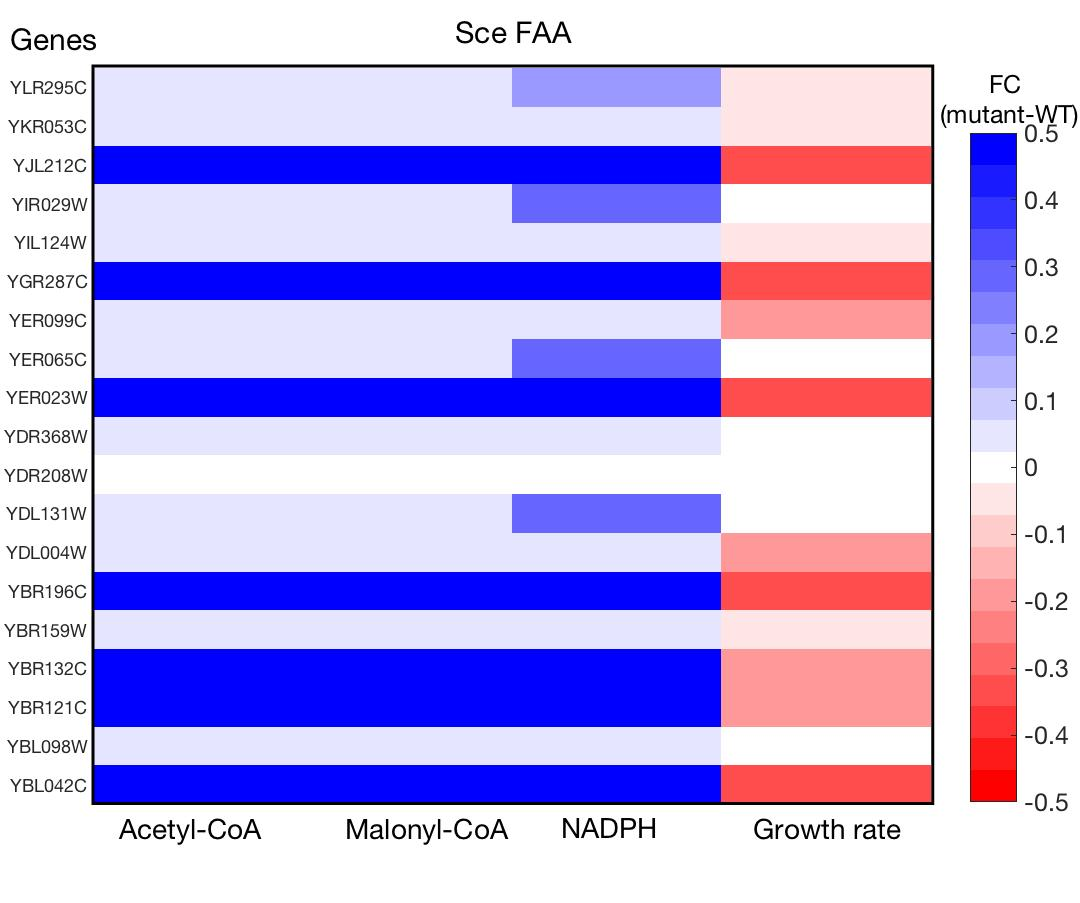 Sce FAA
Genes
YLR295C
YKR053C
YJL212C
YIR029W
YIL124W
YGR287C
YER099C
YER065C
YER023W
YDR368W
YDR208W
YDL131W
YDL004W
YBR196C
YBR159W
YBR132C
YBR121C
YBL098W
YBL042C
Acetyl-CoA Malonyl-CoA NADPH Growth rate
FC
(mutant-WT)
0.5
0.4
0.3
0.2
0.1
0
-0.1
-0.2
-0.3
-0.4
-0.5